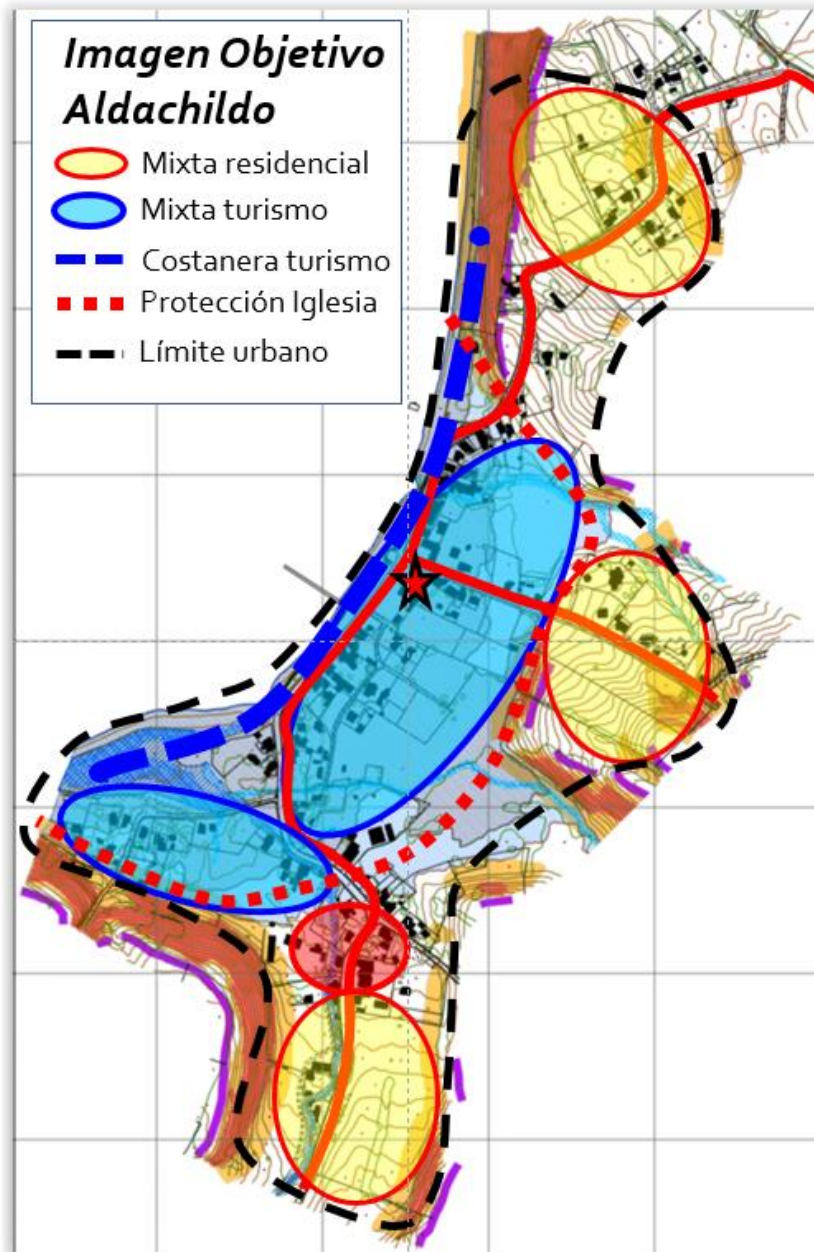 Imagen Objetivo
Aldachildo
Mixta residencial
Mixta turismo
Costanera turismo
Protección Iglesia
Límite urbano